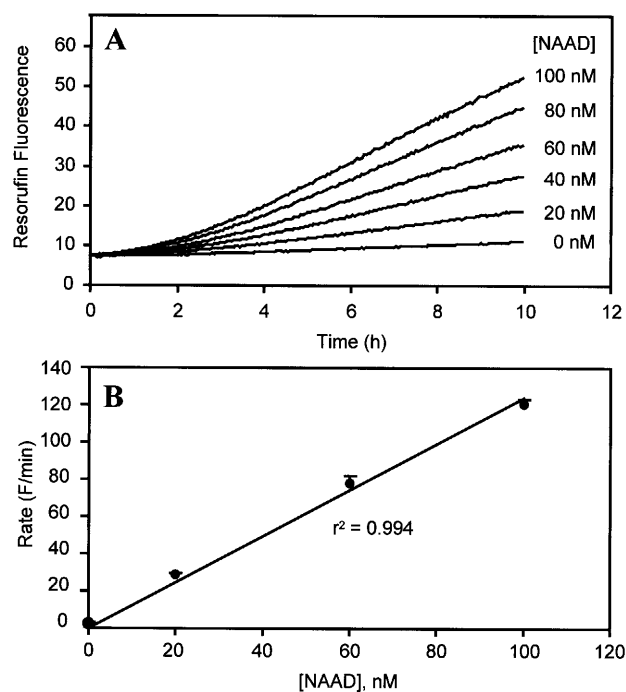 A
[NAAD]
100 nM
80 nM
60 nM
40 nM
20 nM
0 nM
Resorufin Fluorescence
60
50
40
30
20
10
0
0 2 4 6 8 10 12
Time (h)
B
Rate (F/min)
140
120
100
80
60
40
20
0
r² = 0.994
0 20 40 60 80 100 120
[NAAD], nM